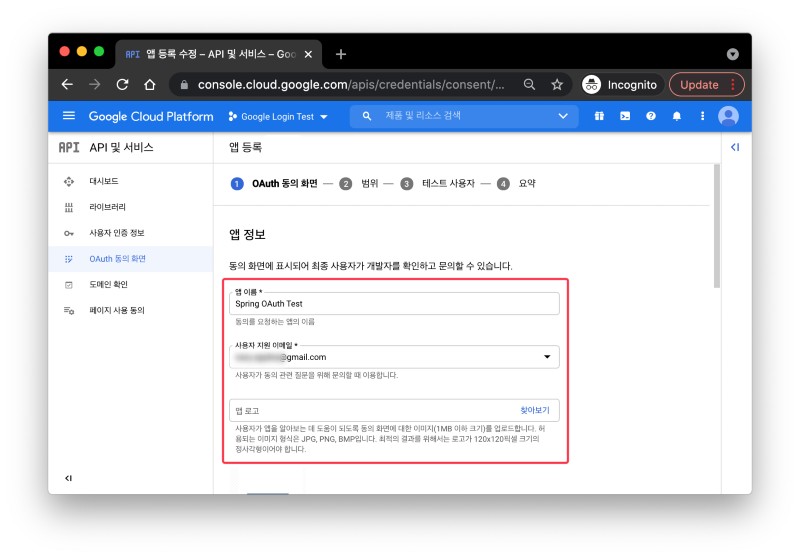 API 앱 등록 수정 – API 및 서비스 – Goo
console.cloud.google.com/apis/credentials/consent/...
Incognito
Update
Google Cloud Platform
Google Login Test
제품 및 리소스 검색
API API 및 서비스
앱 등록
대시보드
라이브러리
사용자 인증 정보
OAuth 동의 화면
도메인 확인
페이지 사용 동의
1 OAuth 동의 화면 — 2 범위 — 3 테스트 사용자 — 4 요약
앱 정보
동의 화면에 표시되어 최종 사용자가 개발자를 확인하고 문의할 수 있습니다.
앱 이름 *
Spring OAuth Test
동의를 요청하는 앱의 이름
사용자 지원 이메일 *
@gmail.com
사용자가 동의 관련 질문을 위해 문의할 때 이용합니다.
앱 로고 찾아보기
사용자가 앱을 알아보는 데 도움이 되도록 동의 화면에 대한 이미지(1MB 이하 크기)를 업로드합니다. 허
용되는 이미지 형식은 JPG, PNG, BMP입니다. 최적의 결과를 위해서는 로고가 120x120픽셀 크기의
정사각형이어야 합니다.